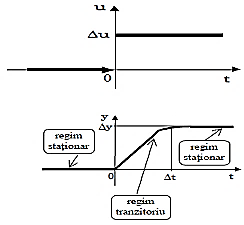 u
Δu
0 t
y
Δy
regim
staționar
regim
staționar
0 Δt t
regim
tranzitoriu